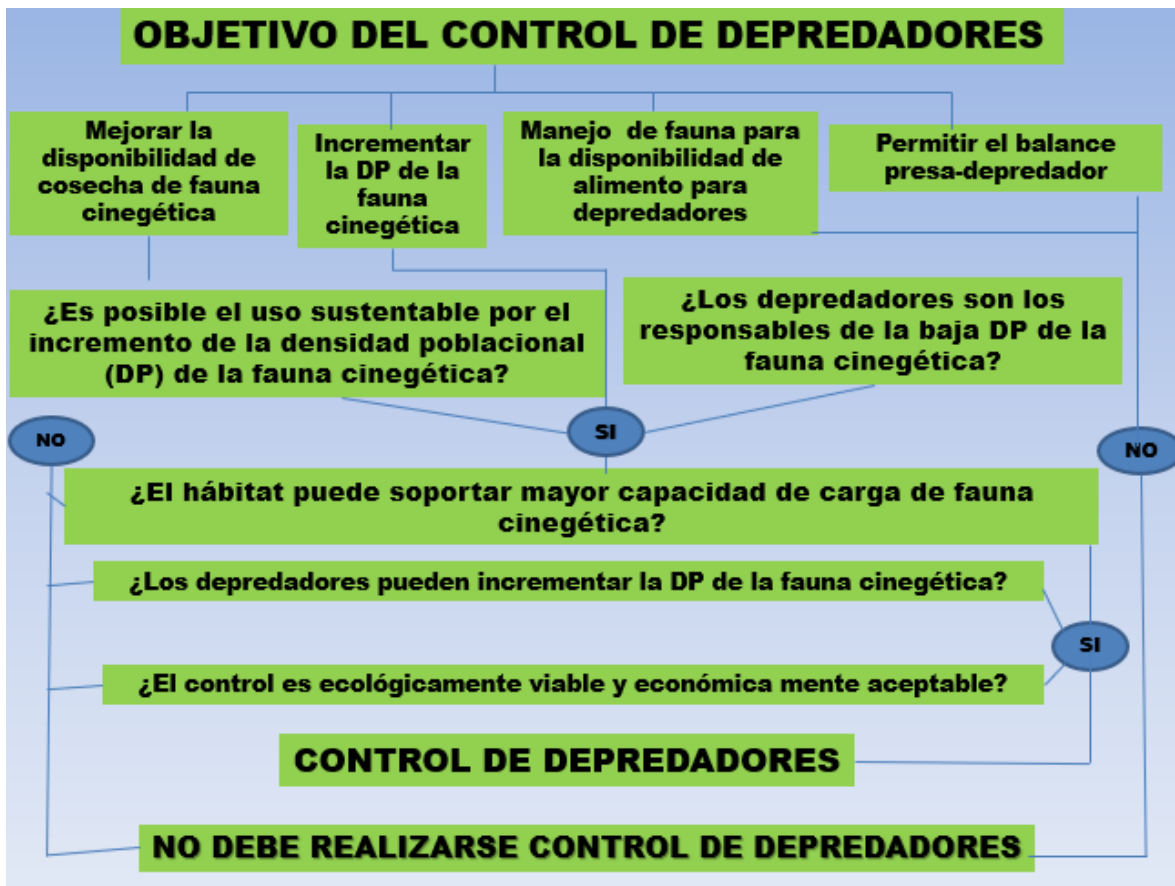 OBJETIVO DEL CONTROL DE DEPREDADORES
Mejorar la
disponibilidad de
cosecha de fauna
cinegética
Incrementar
la DP de la
fauna
cinegética
Manejo de fauna para
la disponibilidad de
alimento para
depredadores
Permitir el balance
presa-depredador
¿Es posible el uso sustentable por el
incremento de la densidad poblacional
(DP) de la fauna cinegética?
¿Los depredadores son los
responsables de la baja DP de la
fauna cinegética?
NO
SI
NO
¿El hábitat puede soportar mayor capacidad de carga de fauna
cinegética?
¿Los depredadores pueden incrementar la DP de la fauna cinegética?
SI
¿El control es ecológicamente viable y económica mente aceptable?
CONTROL DE DEPREDADORES
NO DEBE REALIZARSE CONTROL DE DEPREDADORES